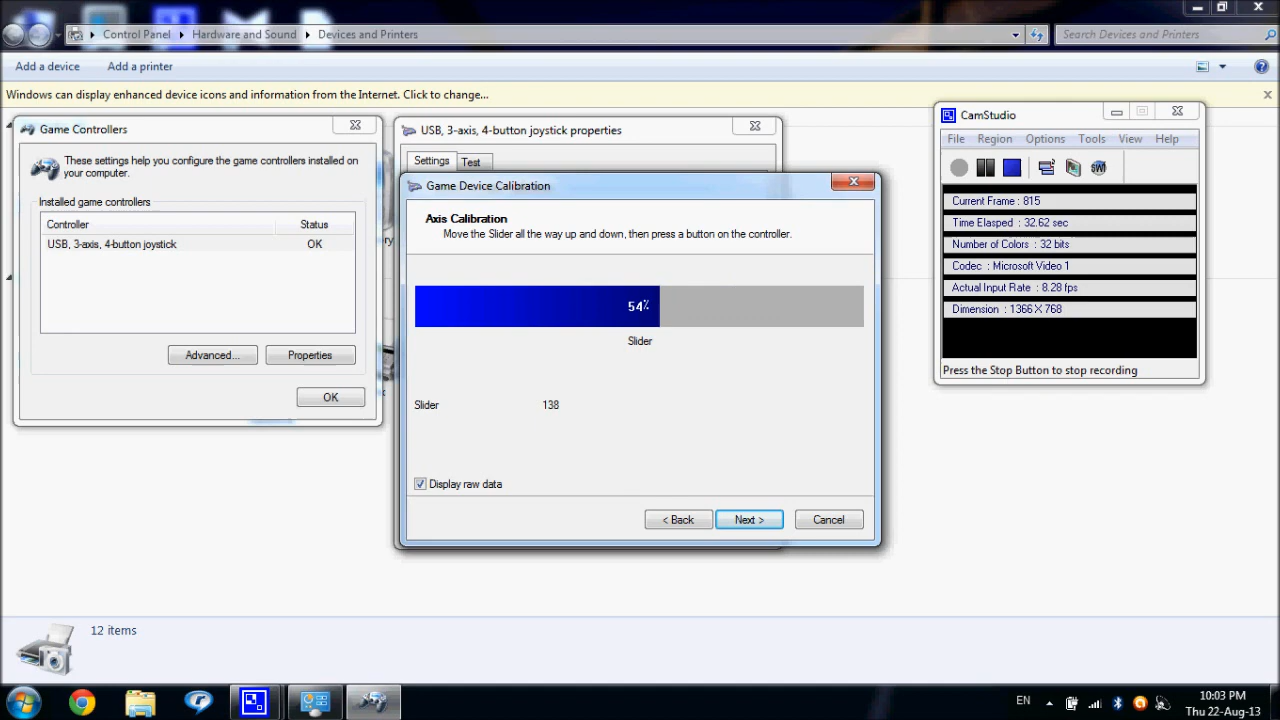 Control Panel
Hardware and Sound
Devices and Printers
Search Devices and Printers
Add a device
Add a printer
Windows can display enhanced device icons and information from the Internet. Click to change...
Game Controllers
These settings help you configure the game controllers installed on
your computer.
Installed game controllers
Controller
Status
USB, 3-axis, 4-button joystick
OK
Advanced...
Properties
OK
USB, 3-axis, 4-button joystick properties
Settings
Test
Game Device Calibration
Axis Calibration
Move the Slider all the way up and down, then press a button on the controller.
54%
Slider
Slider 138
Display raw data
< Back
Next >
Cancel
CamStudio
File Region Options Tools View Help
Current Frame : 815
Time Elasped : 32.62 sec
Number of Colors : 32 bits
Codec : Microsoft Video 1
Actual Input Rate : 8.28 fps
Dimension : 1366 X 768
Press the Stop Button to stop recording
12 items
EN
10:03 PM
Thu 22-Aug-13